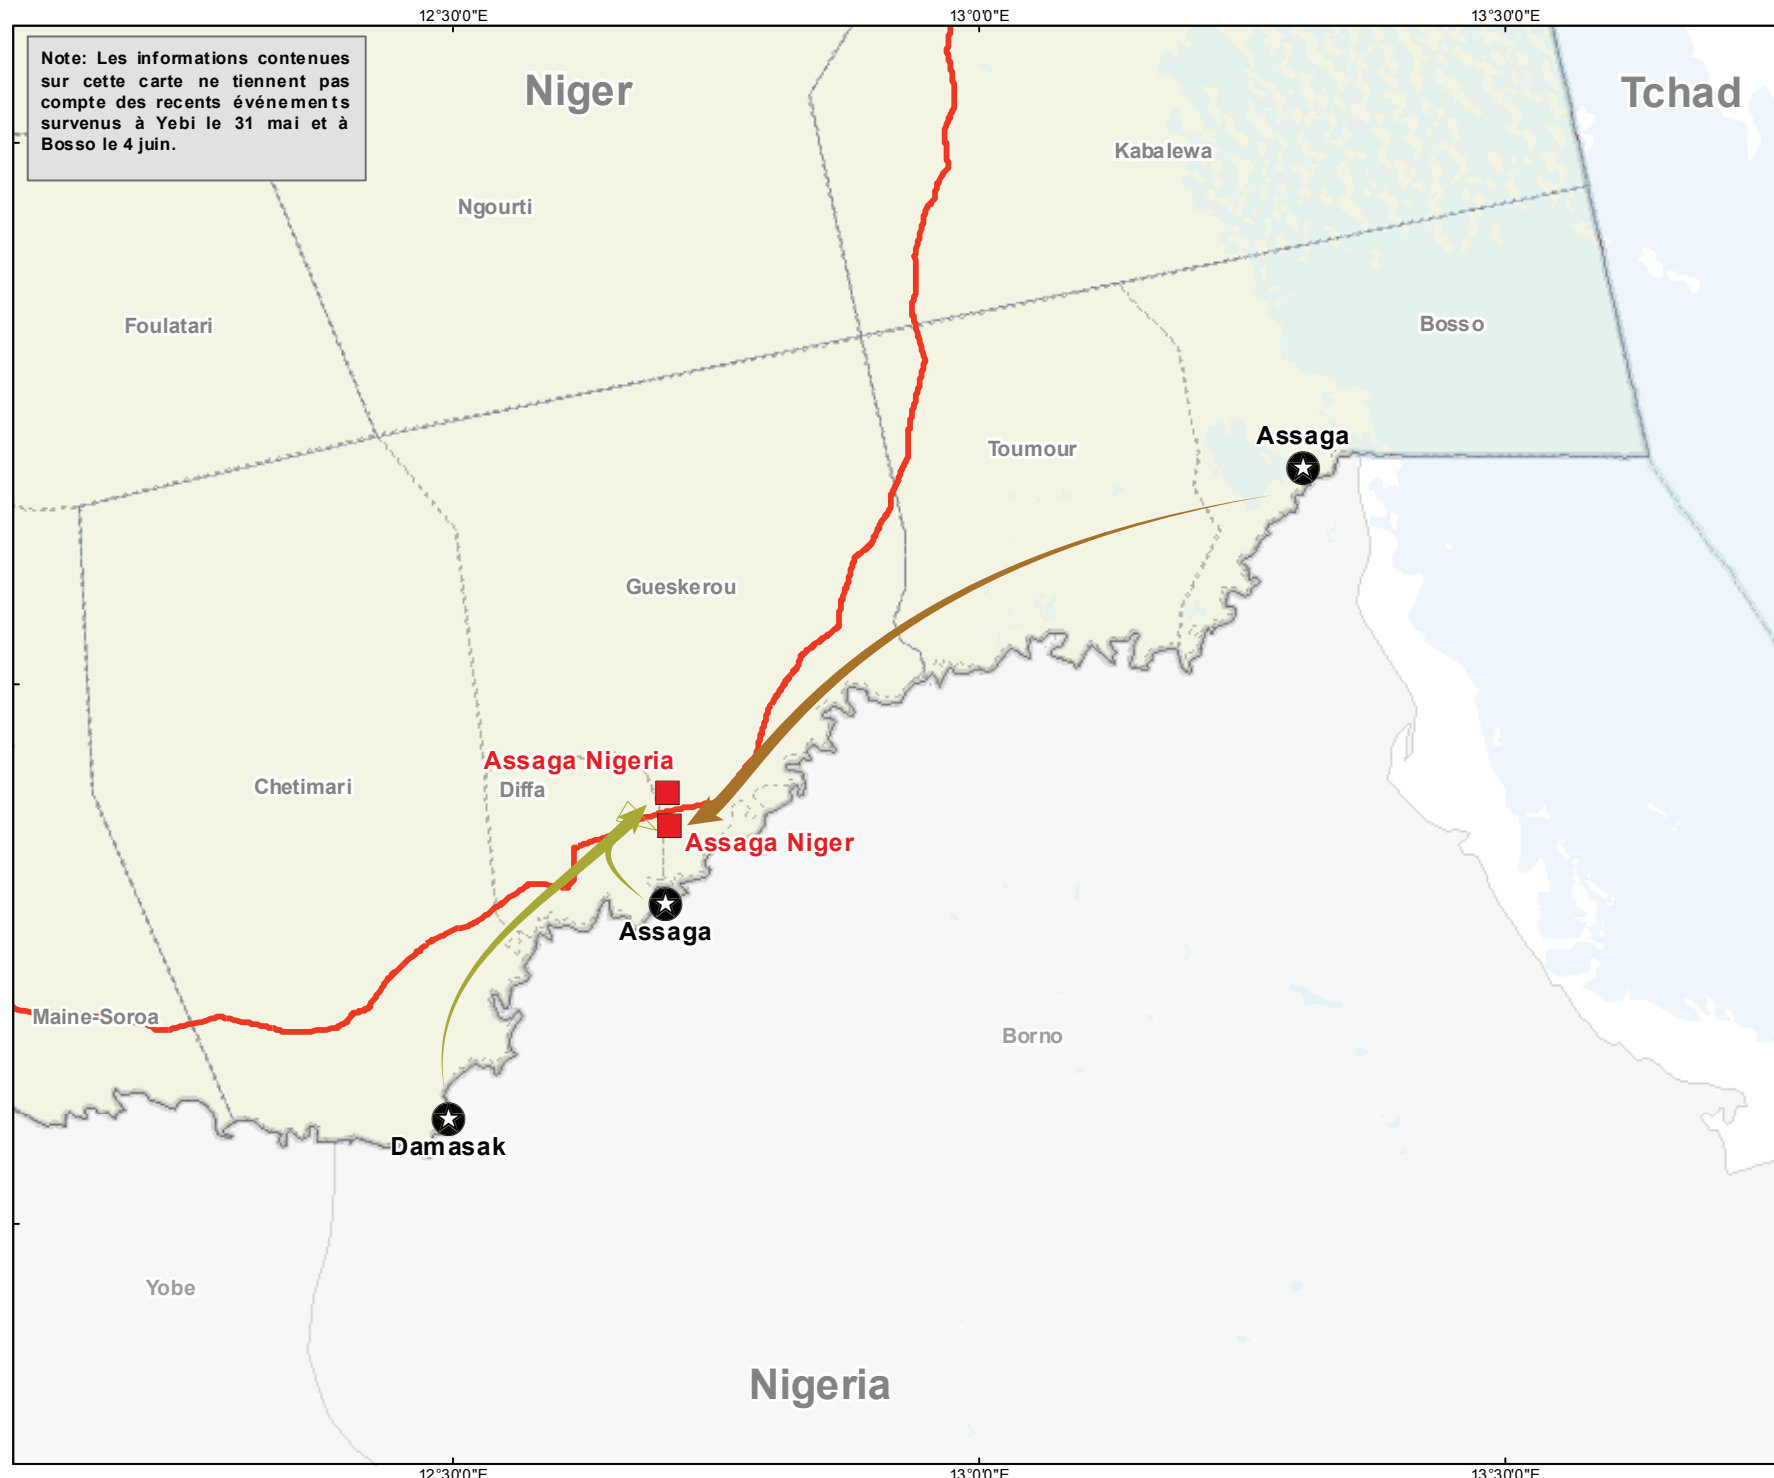 12°30'0"E
13°0'0"E
13°30'0"E
Note: Les informations contenues
sur cette carte ne tiennent pas
compte des recents événements
survenus à Yebi le 31 mai et à
Bosso le 4 juin.
Niger
Tchad
Kabalewa
Ngourti
Foulatari
Bosso
Assaga
Toumour
Gueskerou
Assaga Nigeria
Chetimari
Diffa
Assaga Niger
Assaga
Maine-Soroa
Borno
Damasak
Yobe
Nigeria
12°30'0"E
13°0'0"E
13°30'0"E